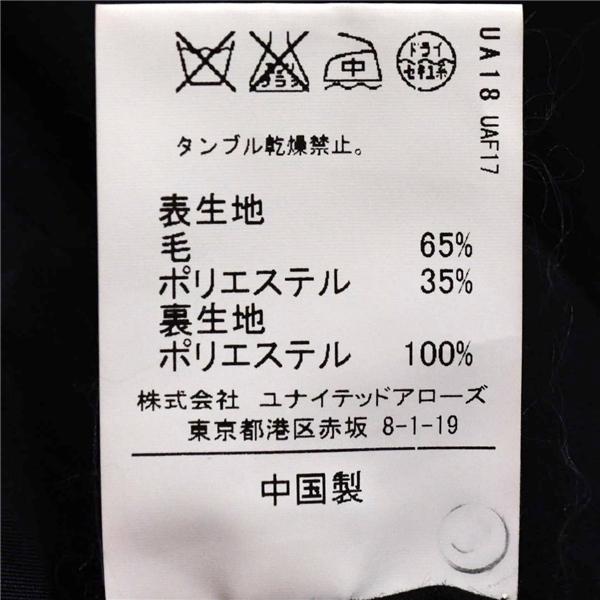 中
ドライ
セキユ系
UA18 UAF17
タンブル乾燥禁止。
表生地
毛 65%
ポリエステル 35%
裏生地
ポリエステル 100%
株式会社 ユナイテッドアローズ
東京都港区赤坂 8-1-19
中国製